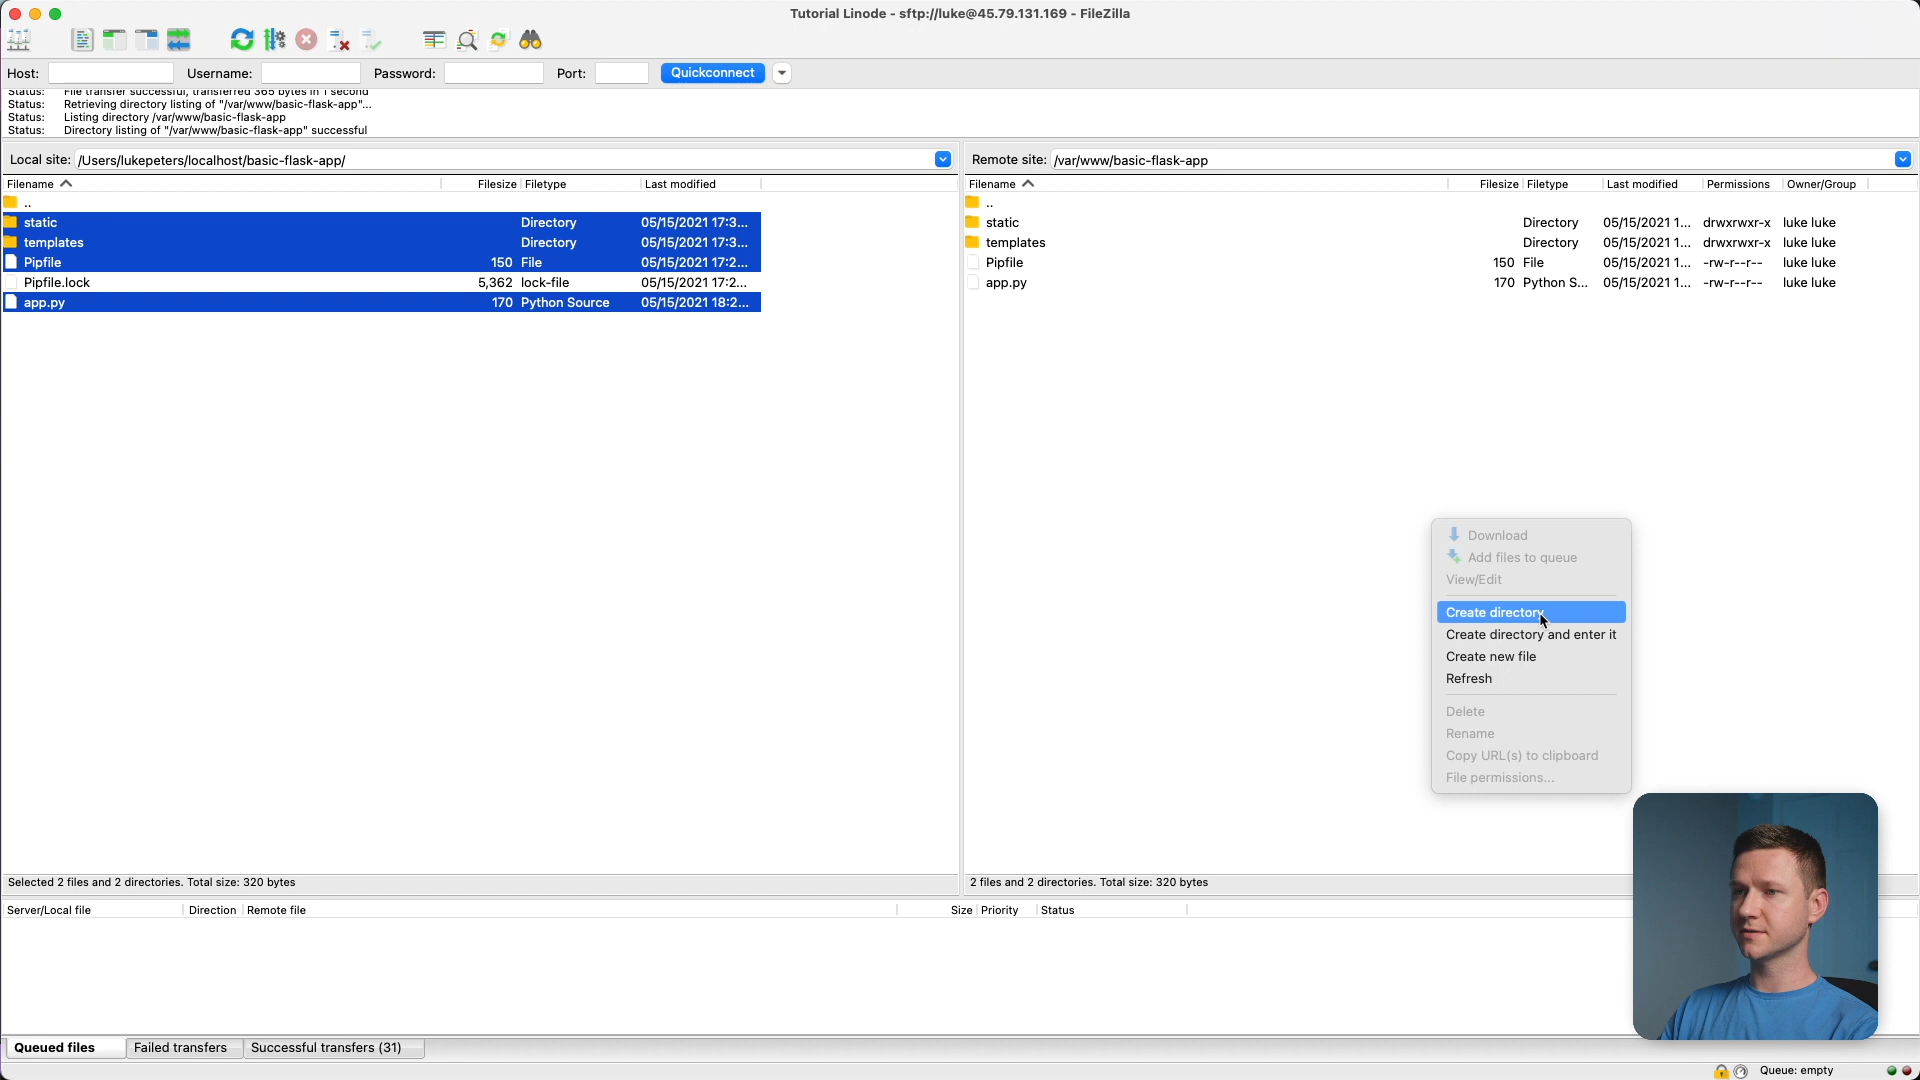 Tutorial Linode - sftp://luke@45.79.131.169 - FileZilla
Host: Username: Password: Port: Quickconnect
Status: File transfer successful, transferred 365 bytes in 1 second
Status: Retrieving directory listing of "/var/www/basic-flask-app"...
Status: Listing directory /var/www/basic-flask-app
Status: Directory listing of "/var/www/basic-flask-app" successful
Local site: /Users/lukepeters/localhost/basic-flask-app/
Filename Filesize Filetype Last modified
..
static Directory 05/15/2021 17:3...
templates Directory 05/15/2021 17:3...
Pipfile 150 File 05/15/2021 17:2...
Pipfile.lock 5,362 lock-file 05/15/2021 17:2...
app.py 170 Python Source 05/15/2021 18:2...
Selected 2 files and 2 directories. Total size: 320 bytes
Remote site: /var/www/basic-flask-app
Filename Filesize Filetype Last modified Permissions Owner/Group
..
static Directory 05/15/2021 1... drwxrwxr-x luke luke
templates Directory 05/15/2021 1... drwxrwxr-x luke luke
Pipfile 150 File 05/15/2021 1... -rw-r--r-- luke luke
app.py 170 Python S... 05/15/2021 1... -rw-r--r-- luke luke
Download
Add files to queue
View/Edit
Create directory
Create directory and enter it
Create new file
Refresh
Delete
Rename
Copy URL(s) to clipboard
File permissions...
2 files and 2 directories. Total size: 320 bytes
Server/Local file Direction Remote file Size Priority Status
Queued files Failed transfers Successful transfers (31)
Queue: empty